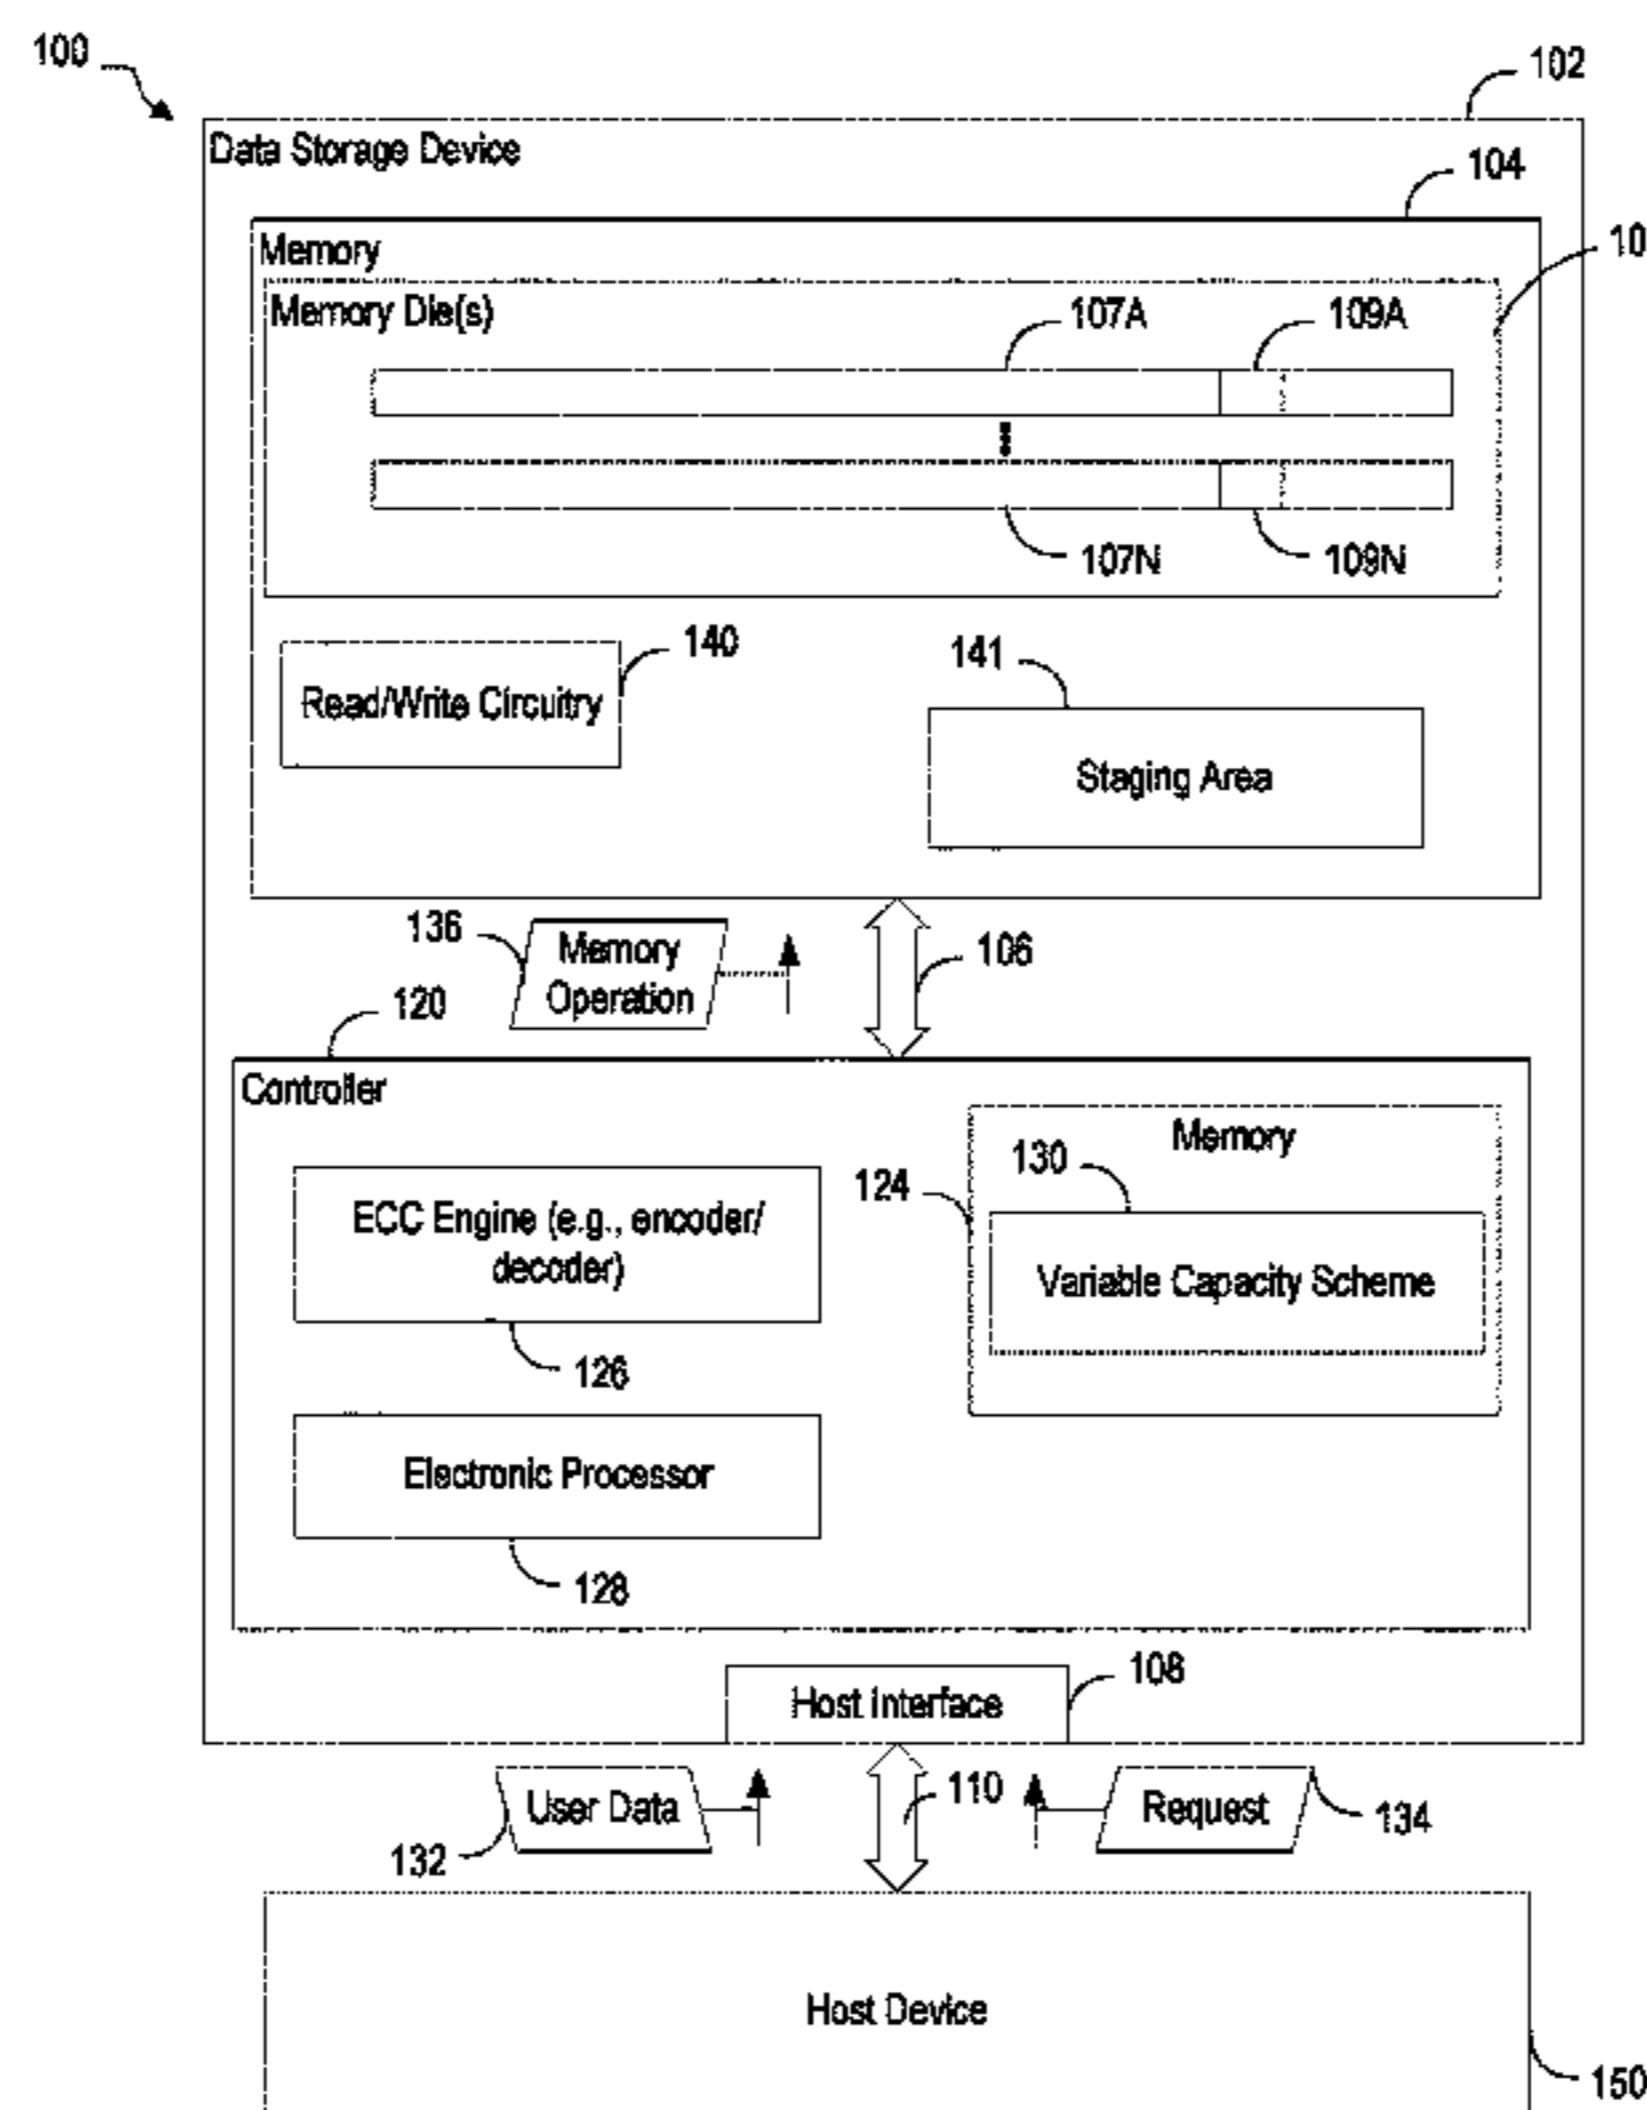 100
102
Data Storage Device
104
Memory
10
Memory Die(s)
107A
109A
107N
109N
140
141
Read/Write Circuitry
Staging Area
136
Memory
Operation
106
120
Controller
Memory
130
124
ECC Engine (e.g., encoder/
decoder)
Variable Capacity Scheme
126
Electronic Processor
128
108
Host Interface
User Data
110
Request
134
132
Host Device
150